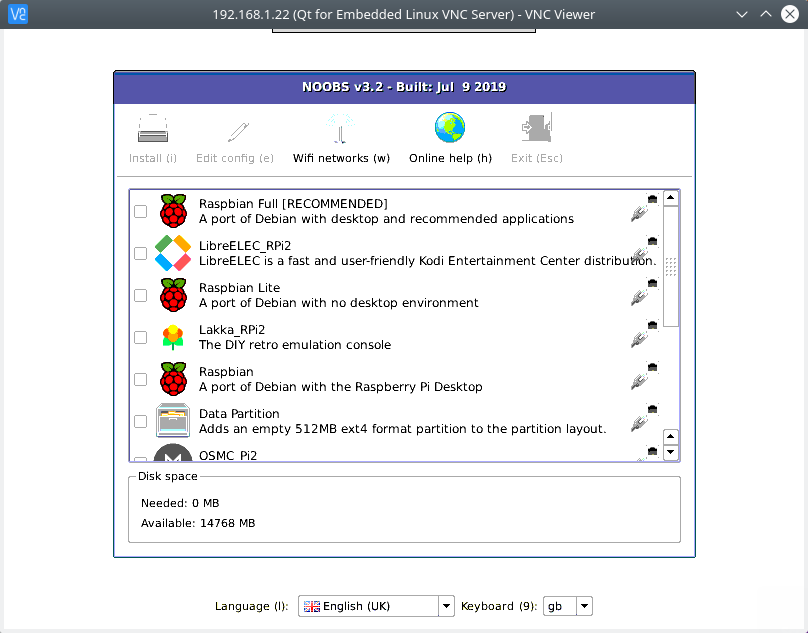 192.168.1.22 (Qt for Embedded Linux VNC Server) - VNC Viewer
NOOBS v3.2 - Built: Jul 9 2019
Install (i) Edit config (e) Wifi networks (w) Online help (h) Exit (Esc)
Raspbian Full [RECOMMENDED]
A port of Debian with desktop and recommended applications
LibreELEC_RPi2
LibreELEC is a fast and user-friendly Kodi Entertainment Center distribution.
Raspbian Lite
A port of Debian with no desktop environment
Lakka_RPi2
The DIY retro emulation console
Raspbian
A port of Debian with the Raspberry Pi Desktop
Data Partition
Adds an empty 512MB ext4 format partition to the partition layout.
OSMC_Pi2
Disk space
Needed: 0 MB
Available: 14768 MB
Language (l): English (UK) Keyboard (9): gb